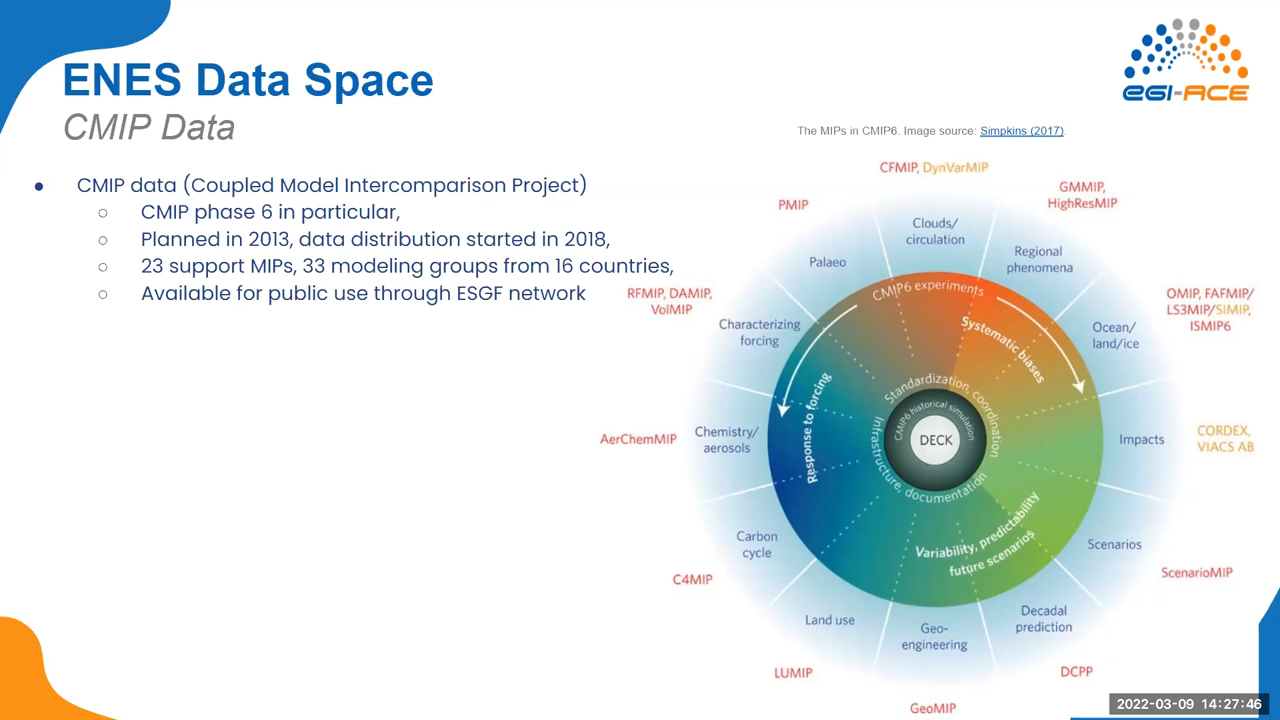 ENES Data Space
CMIP Data
EGI-ACE
The MIPs in CMIP6. Image source: Simpkins (2017).
● CMIP data (Coupled Model Intercomparison Project)
○ CMIP phase 6 in particular,
○ Planned in 2013, data distribution started in 2018,
○ 23 support MIPs, 33 modeling groups from 16 countries,
○ Available for public use through ESGF network
CFMIP, DynVarMIP
GMMIP,
HighResMIP
PMIP
Clouds/
circulation
Regional
phenomena
Palaeo
RFMIP, DAMIP,
VolMIP
OMIP, FAFMIP/
LS3MIP/SIMIP,
ISMIP6
Characterizing
forcing
Ocean/
land/ice
CMIP6 experiments
Systematic biases
Response to forcing
Standardization, coordination
CMIP6 historical simulation
DECK
Infrastructure, documentation
AerChemMIP
Chemistry/
aerosols
Impacts
CORDEX,
VIACS AB
Variability, predictability
future scenarios
Carbon
cycle
Scenarios
C4MIP
ScenarioMIP
Land use
Geo-
engineering
Decadal
prediction
LUMIP
DCPP
GeoMIP
2022-03-09 14:27:46